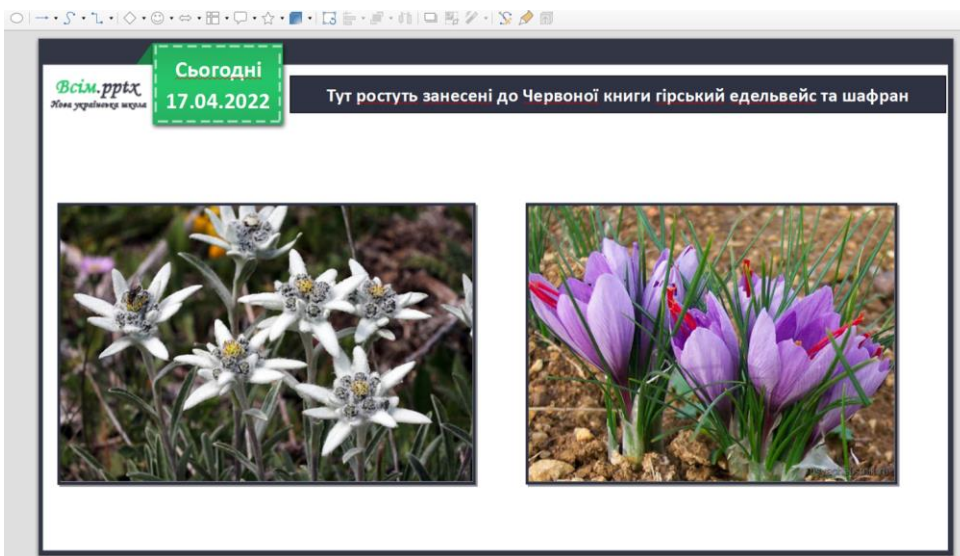 Всім.pptx
Нова українська школа
Сьогодні
17.04.2022
Тут ростуть занесені до Червоної книги гірський едельвейс та шафран